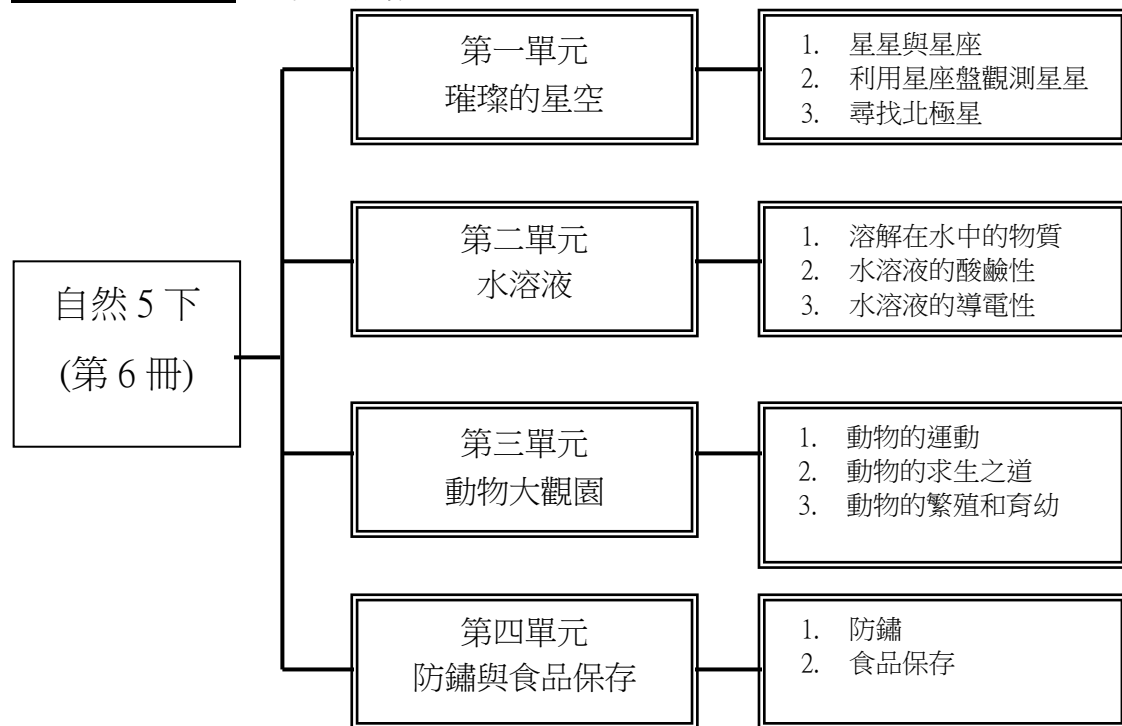 自然 5 下
(第 6 冊)
第一單元
璀璨的星空
1. 星星與星座
2. 利用星座盤觀測星星
3. 尋找北極星
第二單元
水溶液
1. 溶解在水中的物質
2. 水溶液的酸鹼性
3. 水溶液的導電性
第三單元
動物大觀園
1. 動物的運動
2. 動物的求生之道
3. 動物的繁殖和育幼
第四單元
防鏽與食品保存
1. 防鏽
2. 食品保存